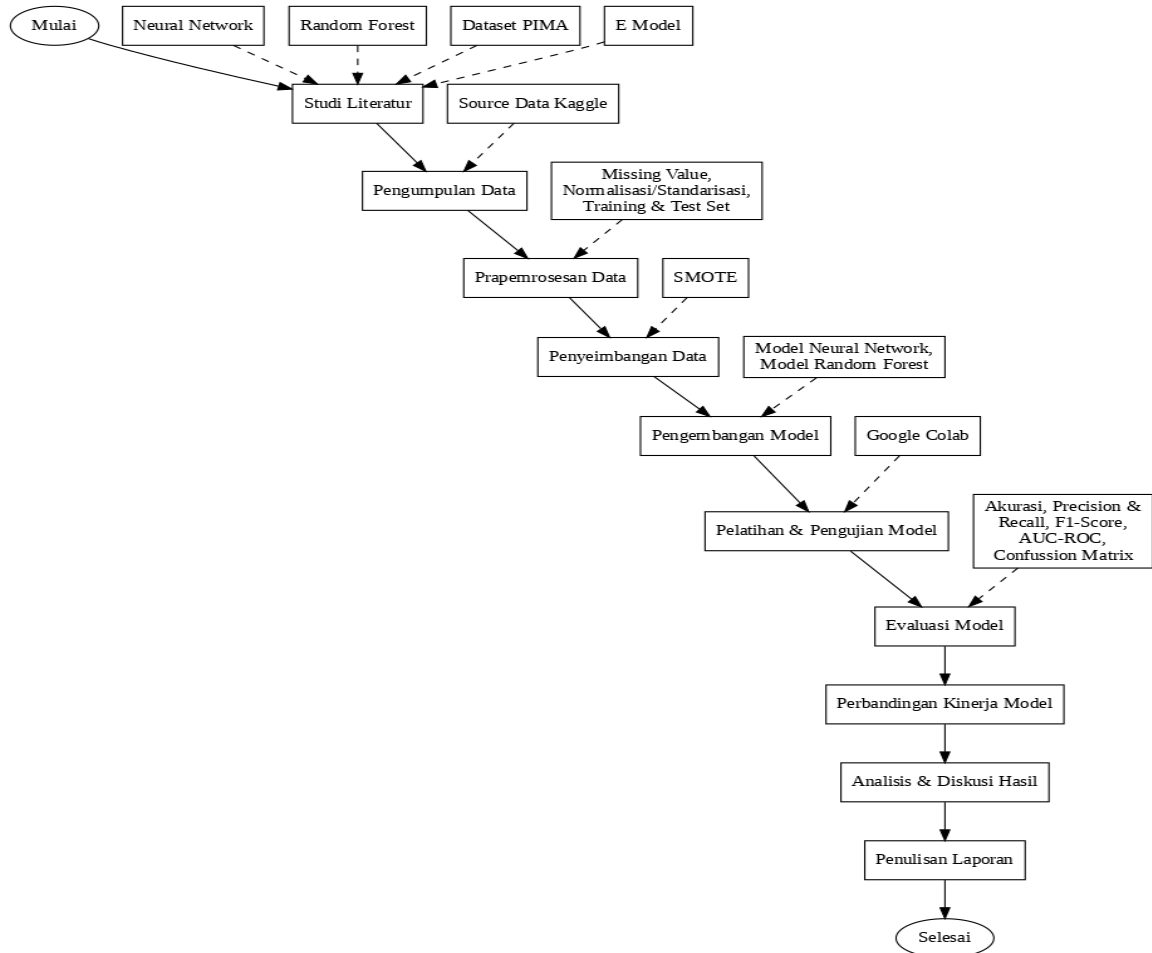 Mulai
Neural Network
Random Forest
Dataset PIMA
E Model
Studi Literatur
Source Data Kaggle
Pengumpulan Data
Missing Value,
Normalisasi/Standarisasi,
Training & Test Set
Prapemrosesan Data
SMOTE
Penyeimbangan Data
Model Neural Network,
Model Random Forest
Pengembangan Model
Google Colab
Pelatihan & Pengujian Model
Akurasi, Precision &
Recall, F1-Score,
AUC-ROC,
Confussion Matrix
Evaluasi Model
Perbandingan Kinerja Model
Analisis & Diskusi Hasil
Penulisan Laporan
Selesai